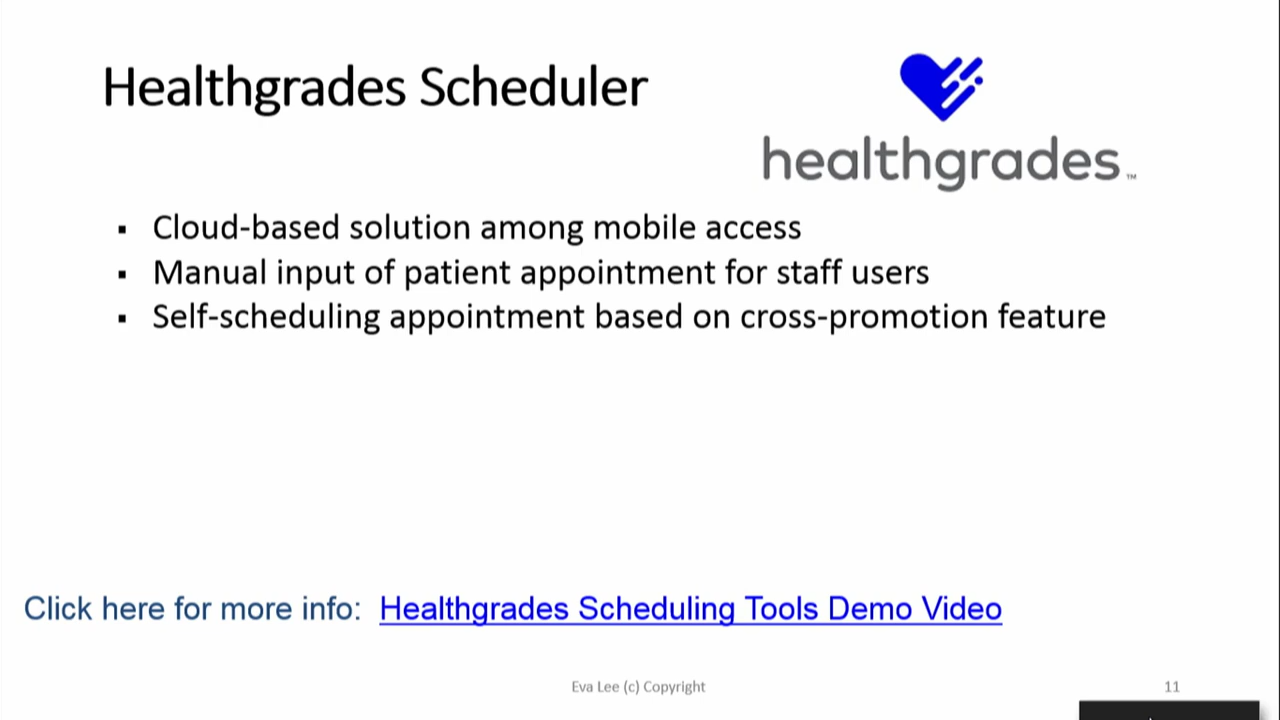 Healthgrades Scheduler
healthgrades™
▪ Cloud-based solution among mobile access
▪ Manual input of patient appointment for staff users
▪ Self-scheduling appointment based on cross-promotion feature
Click here for more info: Healthgrades Scheduling Tools Demo Video
Eva Lee (c) Copyright
11